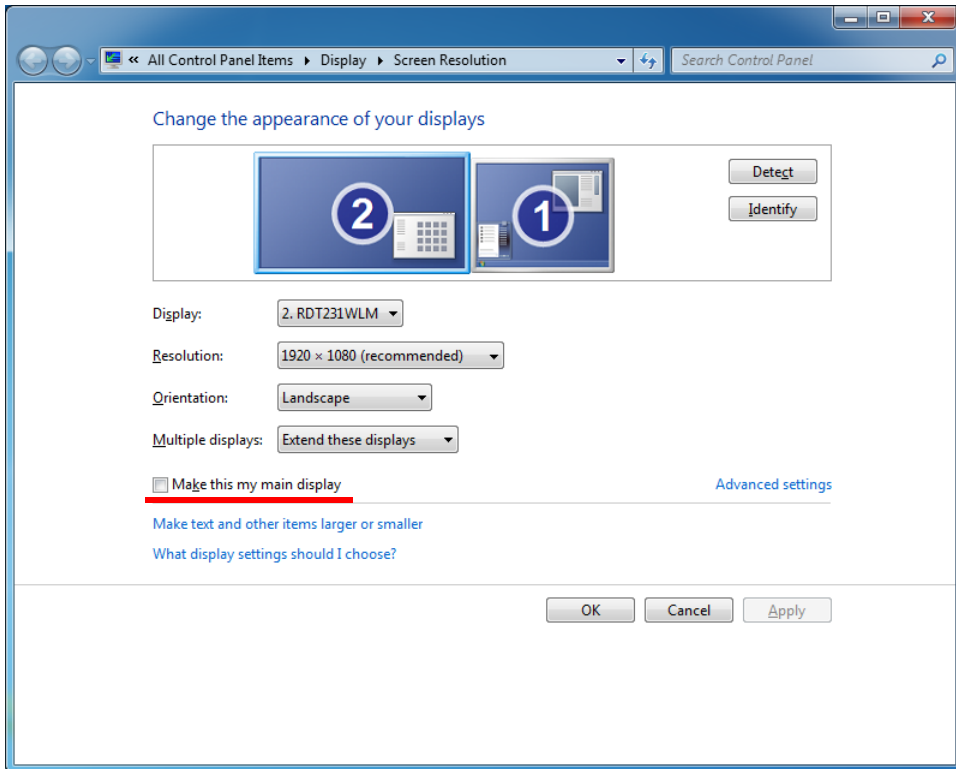 « All Control Panel Items Display Screen Resolution Search Control Panel
Change the appearance of your displays
2
1
Detect
Identify
Display: 2. RDT231WLM
Resolution: 1920 × 1080 (recommended)
Orientation: Landscape
Multiple displays: Extend these displays
Make this my main display Advanced settings
Make text and other items larger or smaller
What display settings should I choose?
OK Cancel Apply